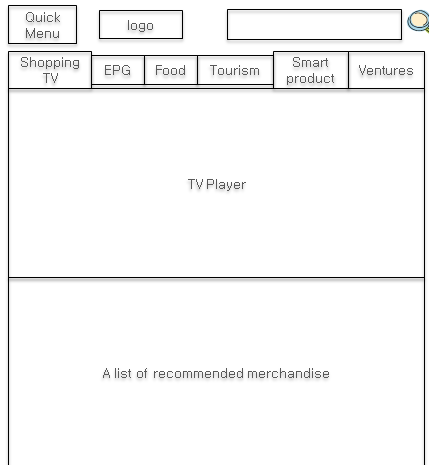 Quick
Menu
logo
Shopping
TV
EPG
Food
Tourism
Smart
product
Ventures
TV Player
A list of recommended merchandise